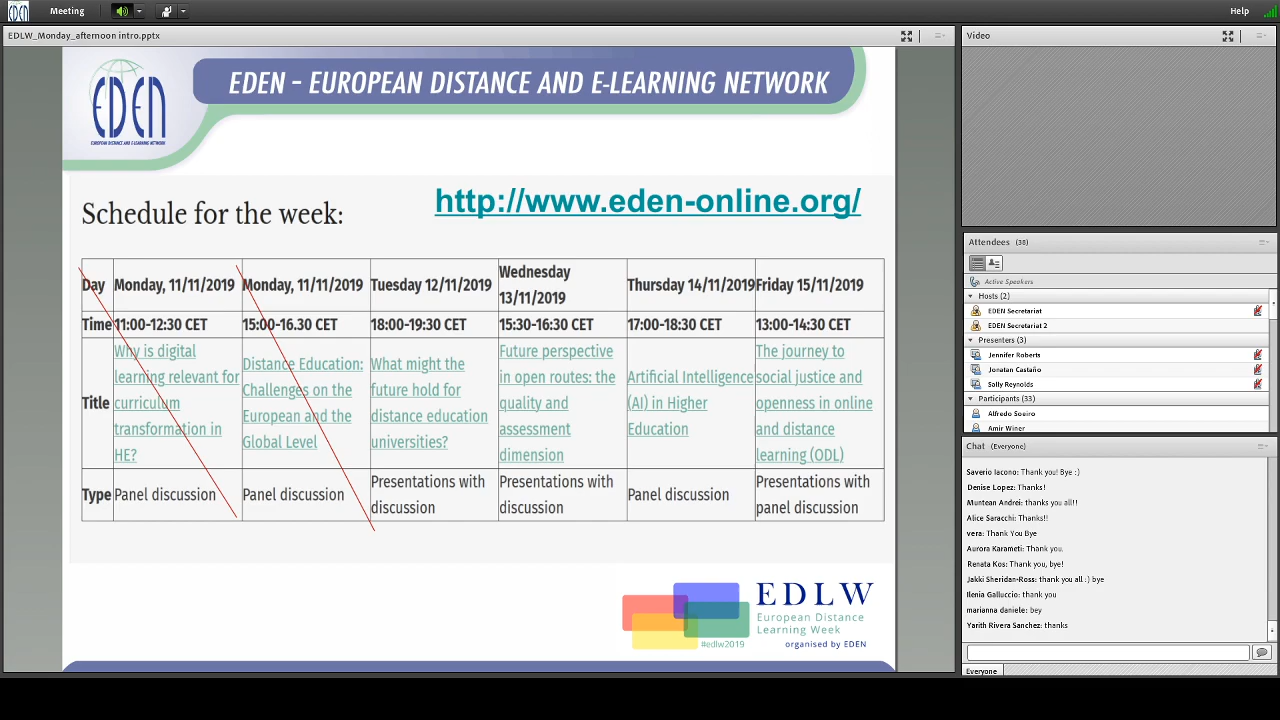 Meeting
Help
EDLW_Monday_afternoon intro.pptx
EDEN
EUROPEAN DISTANCE AND E-LEARNING NETWORK
EDEN – EUROPEAN DISTANCE AND E-LEARNING NETWORK
http://www.eden-online.org/
Schedule for the week:
Day Monday, 11/11/2019 Monday, 11/11/2019 Tuesday 12/11/2019 Wednesday 13/11/2019 Thursday 14/11/2019 Friday 15/11/2019
Time 11:00-12:30 CET 15:00-16.30 CET 18:00-19:30 CET 15:30-16:30 CET 17:00-18:30 CET 13:00-14:30 CET
Title
Why is digital
learning relevant for
curriculum
transformation in
HE?
Distance Education:
Challenges on the
European and the
Global Level
What might the
future hold for
distance education
universities?
Future perspective
in open routes: the
quality and
assessment
dimension
Artificial Intelligence
(AI) in Higher
Education
The journey to
social justice and
openness in online
and distance
learning (ODL)
Type
Panel discussion
Panel discussion
Presentations with
discussion
Presentations with
discussion
Panel discussion
Presentations with
panel discussion
EDLW
European Distance
Learning Week
#edlw2019
organised by EDEN
Video
Attendees (38)
Active Speakers
Hosts (2)
EDEN Secretariat
EDEN Secretariat 2
Presenters (3)
Jennifer Roberts
Jonatan Castaño
Sally Reynolds
Participants (33)
Alfredo Soeiro
Amir Winer
Chat (Everyone)
Saverio Iacono: Thank you! Bye :)
Denise Lopez: Thanks!
Muntean Andrei: thanks you all!!
Alice Saracchi: Thanks!!
vera: Thank You Bye
Aurora Karameti: Thank you.
Renata Kos: Thank you, bye!
Jakki Sheridan-Ross: thank you all :) bye
Ilenia Galluccio: thank you
marianna daniele: bey
Yarith Rivera Sanchez: thanks
Everyone